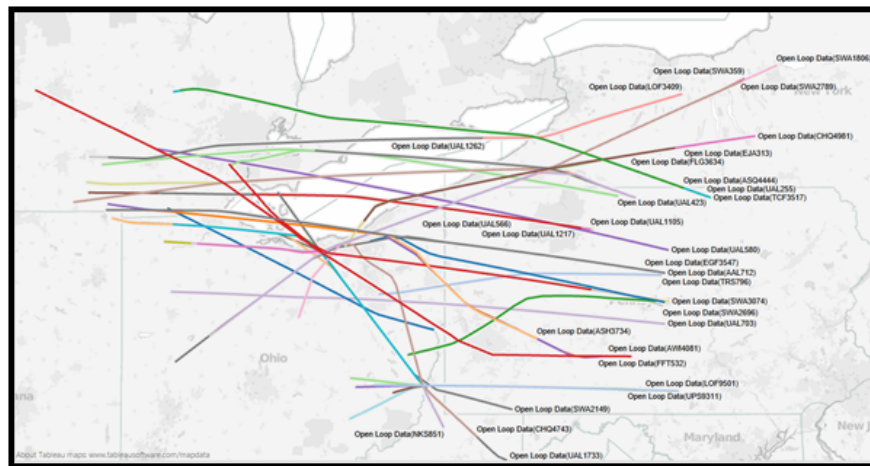 Open Loop Data(SWA1806)
Open Loop Data(SWA359)
Open Loop Data(SWA2789)
Open Loop Data(LOF3409)
New York
Open Loop Data(CHQ4981)
Open Loop Data(UAL1262)
Open Loop Data(EJA313)
Open Loop Data(FLG3634)
Open Loop Data(ASQ4444)
Open Loop Data(UAL255)
Open Loop Data(TCF3517)
Open Loop Data(UAL423)
Open Loop Data(UAL566)
Open Loop Data(UAL1105)
Open Loop Data(UAL1217)
Open Loop Data(UAL580)
Open Loop Data(EGF3547)
Open Loop Data(AAL712)
Open Loop Data(TRS796)
Open Loop Data(SWA3074)
Open Loop Data(SWA2696)
Open Loop Data(UAL703)
Open Loop Data(ASH3734)
Open Loop Data(AWI4081)
Ohio
Open Loop Data(FFT532)
Open Loop Data(LOF9501)
Open Loop Data(UPS9311)
Open Loop Data(SWA2149)
Open Loop Data(NKS851)
Open Loop Data(CHQ4743)
Maryland
Open Loop Data(UAL1733)
About Tableau maps: www.tableausoftware.com/mapdata